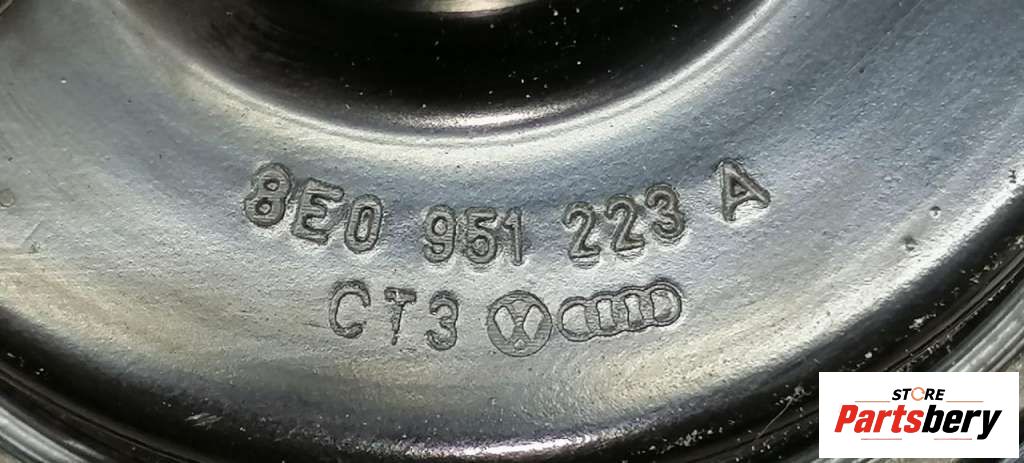 8E0 951 223 A
CT3
STORE
Partsbery